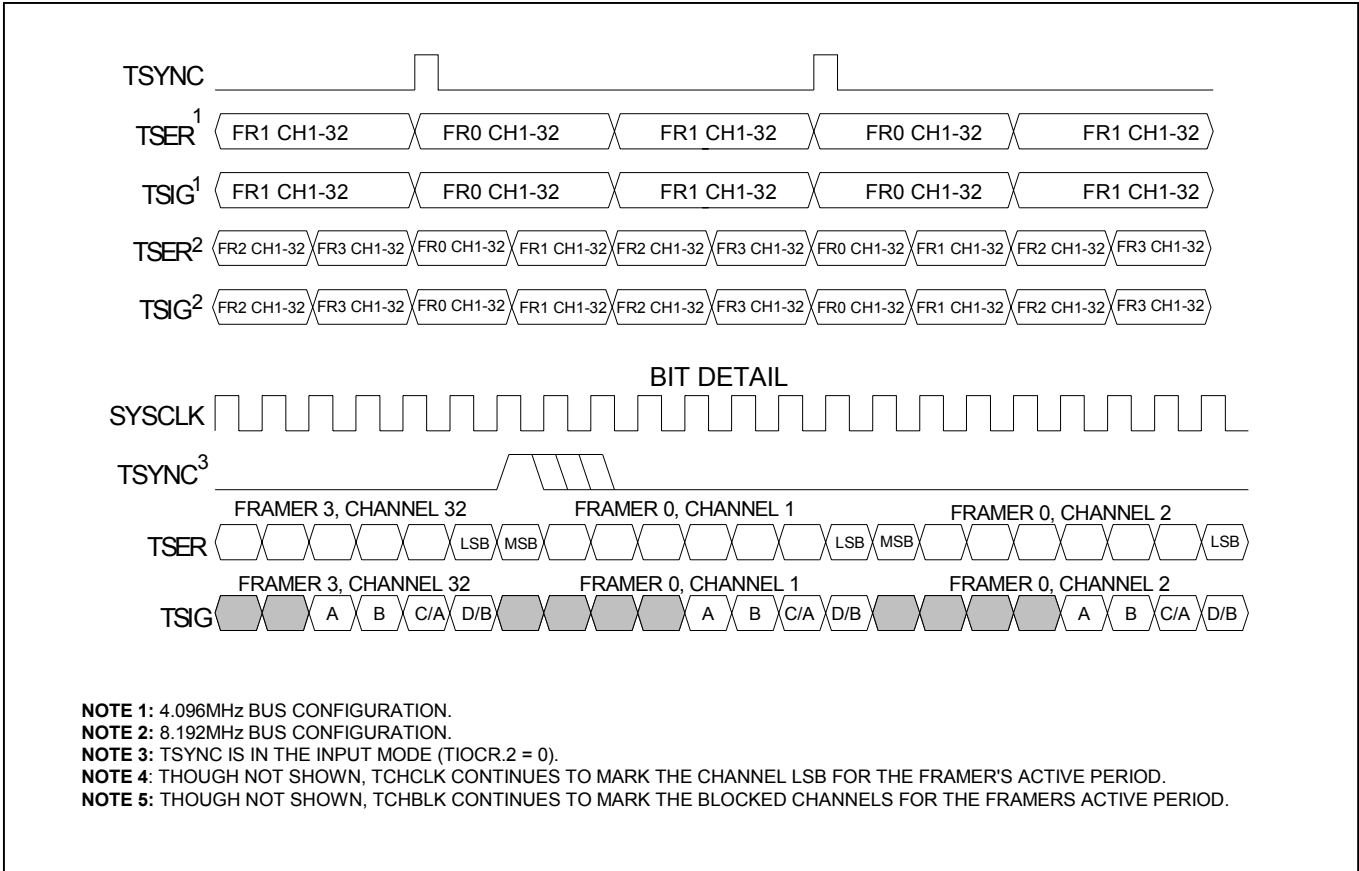 TSYNC
TSER1 FR1 CH1-32 FR0 CH1-32 FR1 CH1-32 FR0 CH1-32 FR1 CH1-32
TSIG1 FR1 CH1-32 FR0 CH1-32 FR1 CH1-32 FR0 CH1-32 FR1 CH1-32
TSER2 FR2 CH1-32 FR3 CH1-32 FR0 CH1-32 FR1 CH1-32 FR2 CH1-32 FR3 CH1-32 FR0 CH1-32 FR1 CH1-32 FR2 CH1-32 FR3 CH1-32
TSIG2 FR2 CH1-32 FR3 CH1-32 FR0 CH1-32 FR1 CH1-32 FR2 CH1-32 FR3 CH1-32 FR0 CH1-32 FR1 CH1-32 FR2 CH1-32 FR3 CH1-32
BIT DETAIL
SYSCLK
TSYNC3
FRAMER 3, CHANNEL 32 FRAMER 0, CHANNEL 1 FRAMER 0, CHANNEL 2
TSER LSB MSB LSB MSB LSB
FRAMER 3, CHANNEL 32 FRAMER 0, CHANNEL 1 FRAMER 0, CHANNEL 2
TSIG A B C/A D/B A B C/A D/B A B C/A D/B
NOTE 1: 4.096MHz BUS CONFIGURATION.
NOTE 2: 8.192MHz BUS CONFIGURATION.
NOTE 3: TSYNC IS IN THE INPUT MODE (TIOCR.2 = 0).
NOTE 4: THOUGH NOT SHOWN, TCHCLK CONTINUES TO MARK THE CHANNEL LSB FOR THE FRAMER'S ACTIVE PERIOD.
NOTE 5: THOUGH NOT SHOWN, TCHBLK CONTINUES TO MARK THE BLOCKED CHANNELS FOR THE FRAMERS ACTIVE PERIOD.